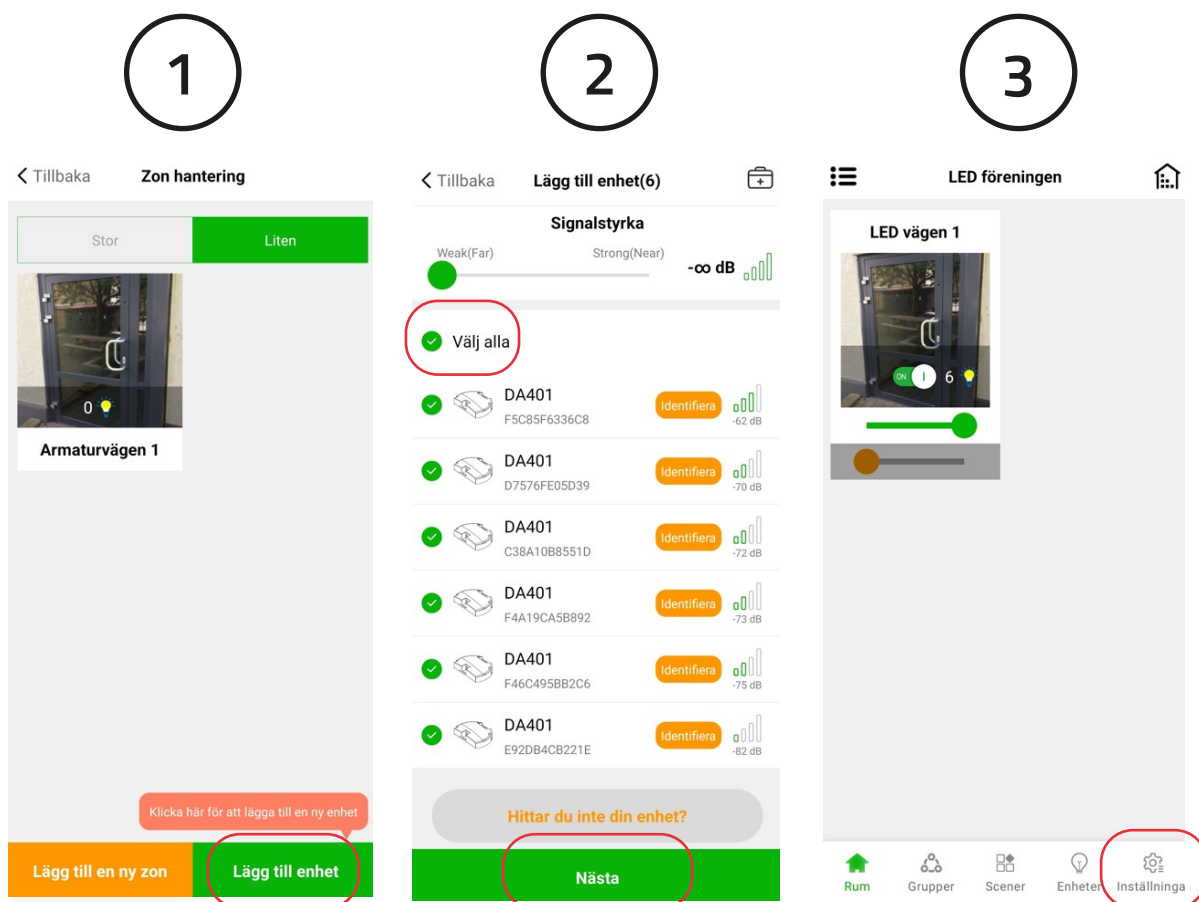 1
2
3
Tillbaka
Zon hantering
Stor
Liten
0
Armaturvägen 1
Klicka här för att lägga till en ny enhet
Lägg till en ny zon
Lägg till enhet
Tillbaka
Lägg till enhet(6)
Signalstyrka
Weak(Far)
Strong(Near)
-∞ dB
Välj alla
DA401
F5C85F6336C8
Identifiera
-62 dB
DA401
D7576FE05D39
Identifiera
-70 dB
DA401
C38A10B8551D
Identifiera
-72 dB
DA401
F4A19CA5B892
Identifiera
-73 dB
DA401
F46C495BB2C6
Identifiera
-75 dB
DA401
E92DB4CB221E
Identifiera
-82 dB
Hittar du inte din enhet?
Nästa
LED föreningen
LED vägen 1
ON
6
Rum
Grupper
Scener
Enheter
Inställninga